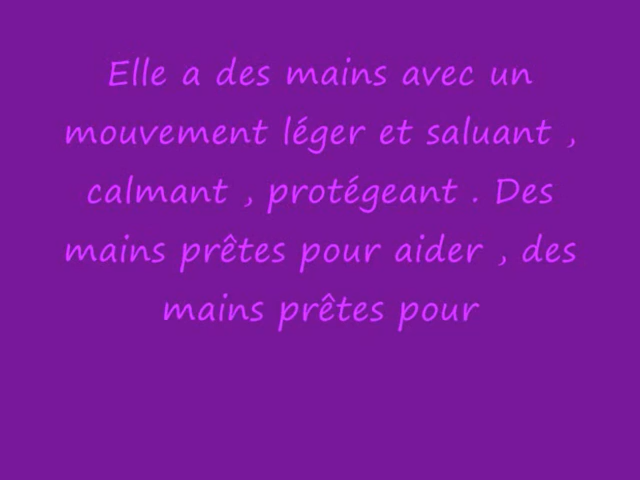 Elle a des mains avec un
mouvement léger et saluant ,
calmant , protégeant . Des
mains prêtes pour aider , des
mains prêtes pour